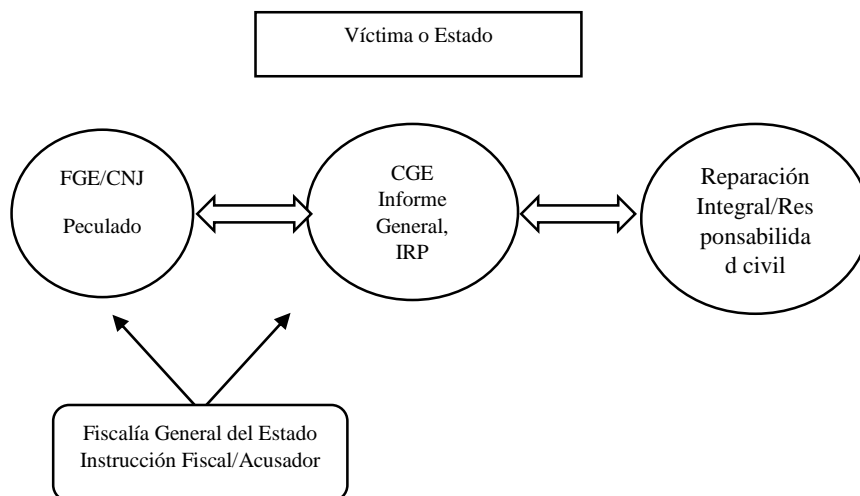 Víctima o Estado
FGE/CNJ
Peculado
CGE
Informe
General,
IRP
Reparación
Integral/Res
ponsabilida
d civil
Fiscalía General del Estado
Instrucción Fiscal/Acusador